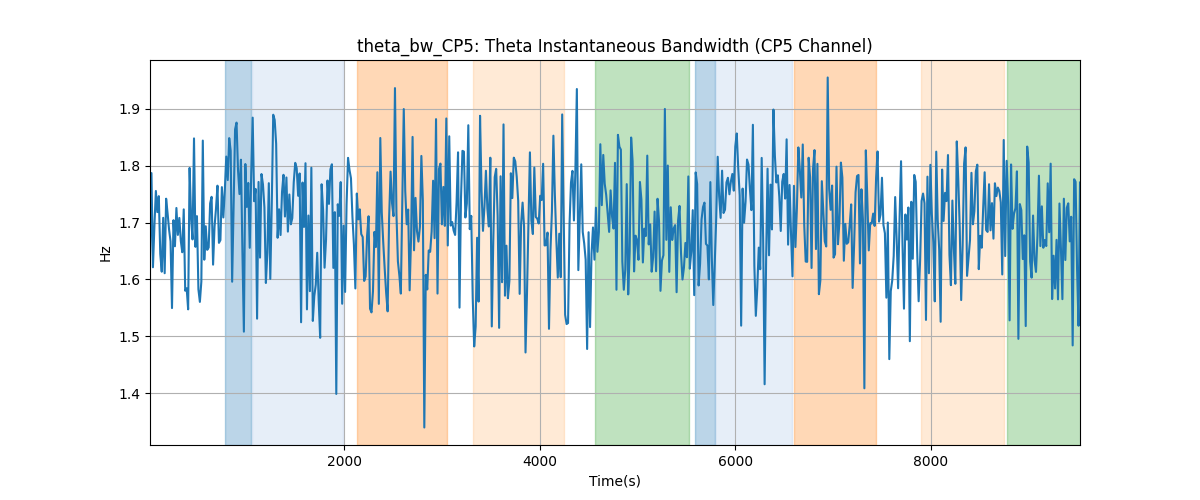 theta_bw_CP5: Theta Instantaneous Bandwidth (CP5 Channel)
1.9
1.8
1.7
1.6
1.5
1.4
Hz
2000 4000 6000 8000
Time(s)